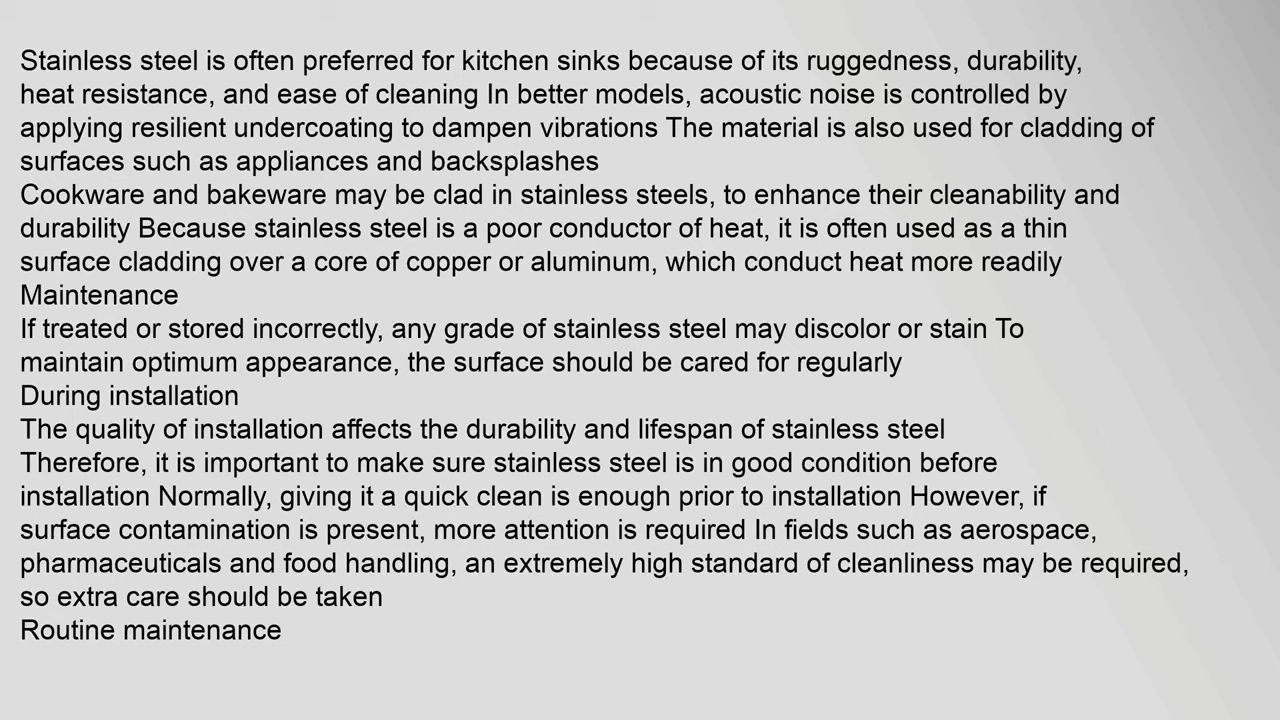 Stainless steel is often preferred for kitchen sinks because of its ruggedness, durability,
heat resistance, and ease of cleaning In better models, acoustic noise is controlled by
applying resilient undercoating to dampen vibrations The material is also used for cladding of
surfaces such as appliances and backsplashes
Cookware and bakeware may be clad in stainless steels, to enhance their cleanability and
durability Because stainless steel is a poor conductor of heat, it is often used as a thin
surface cladding over a core of copper or aluminum, which conduct heat more readily
Maintenance
If treated or stored incorrectly, any grade of stainless steel may discolor or stain To
maintain optimum appearance, the surface should be cared for regularly
During installation
The quality of installation affects the durability and lifespan of stainless steel
Therefore, it is important to make sure stainless steel is in good condition before
installation Normally, giving it a quick clean is enough prior to installation However, if
surface contamination is present, more attention is required In fields such as aerospace,
pharmaceuticals and food handling, an extremely high standard of cleanliness may be required,
so extra care should be taken
Routine maintenance